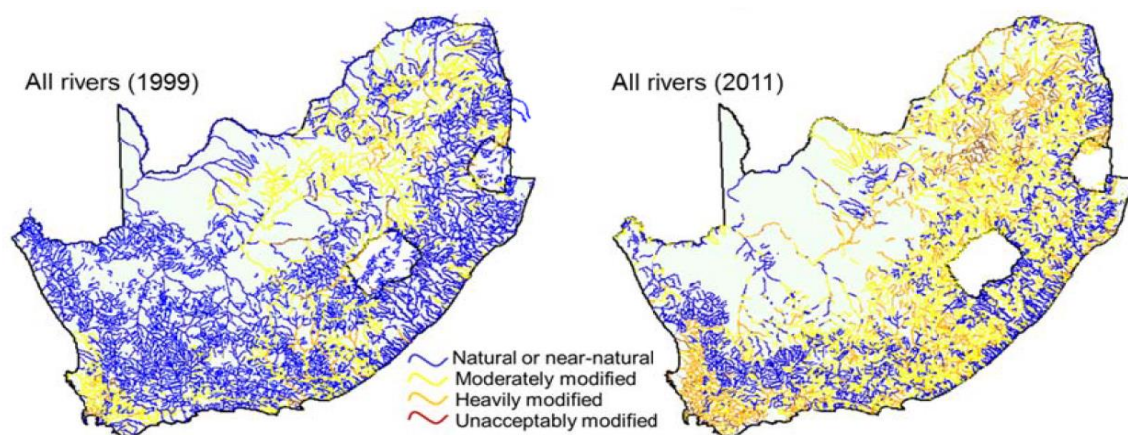 All rivers (1999)
All rivers (2011)
Natural or near-natural
Moderately modified
Heavily modified
Unacceptably modified